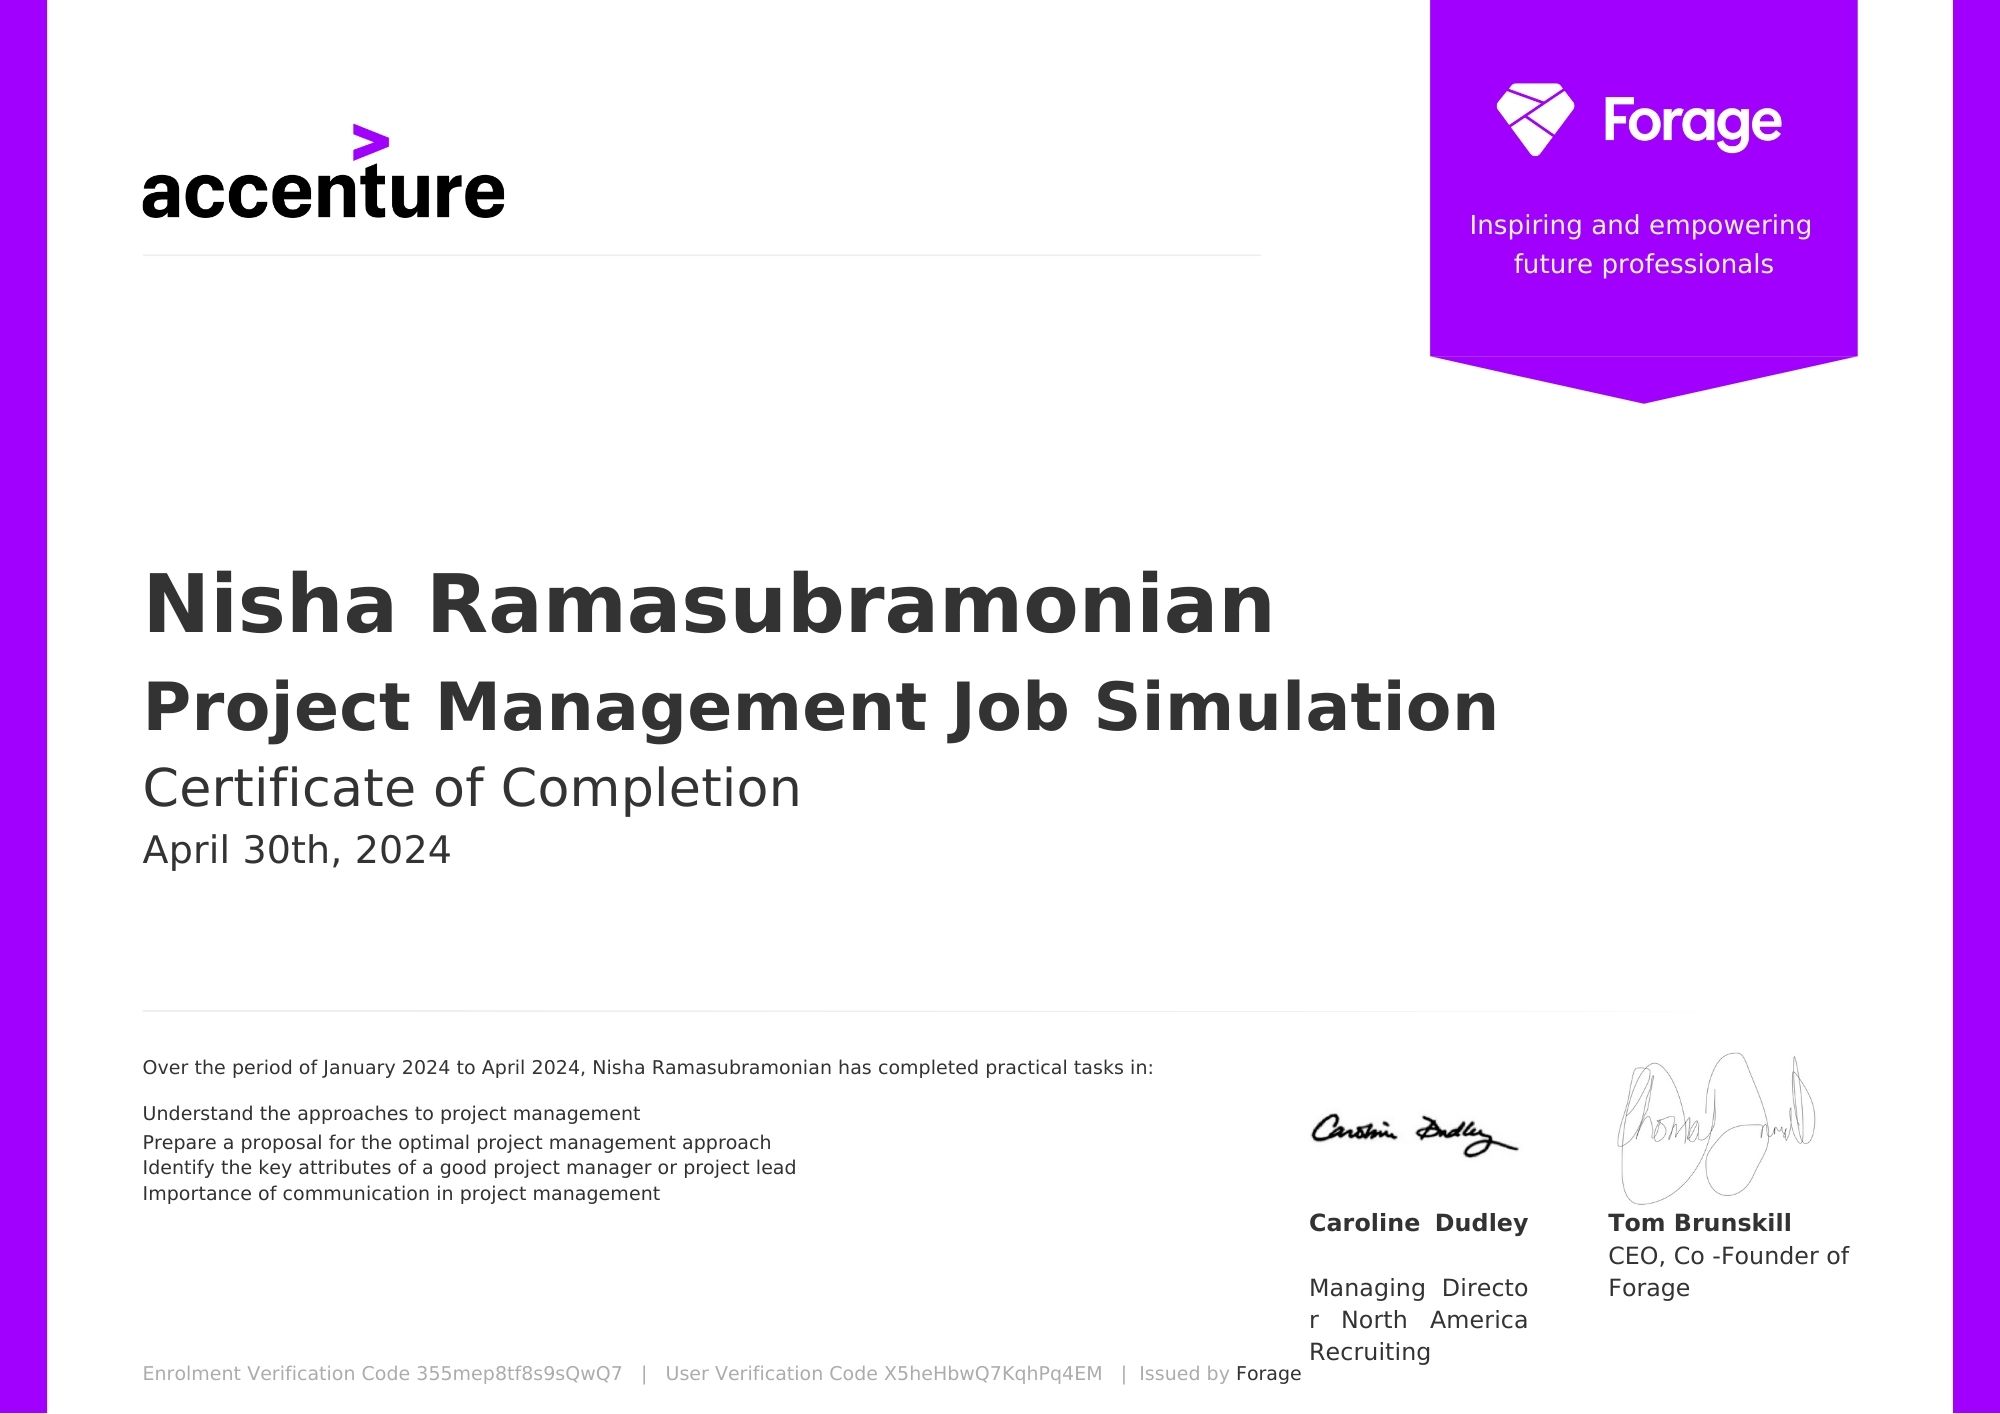 accenture
>
Forage
Inspiring and empowering
future professionals
Nisha Ramasubramonian
Project Management Job Simulation
Certificate of Completion
April 30th, 2024
Over the period of January 2024 to April 2024, Nisha Ramasubramonian has completed practical tasks in:
Understand the approaches to project management
Prepare a proposal for the optimal project management approach
Identify the key attributes of a good project manager or project lead
Importance of communication in project management
Caroline Dudley
Caroline Dudley
Managing Directo
r North America
Recruiting
Tom Brunskill
CEO, Co -Founder of
Forage
Enrolment Verification Code 355mep8tf8s9sQwQ7 | User Verification Code X5heHbwQ7KqhPq4EM | Issued by Forage